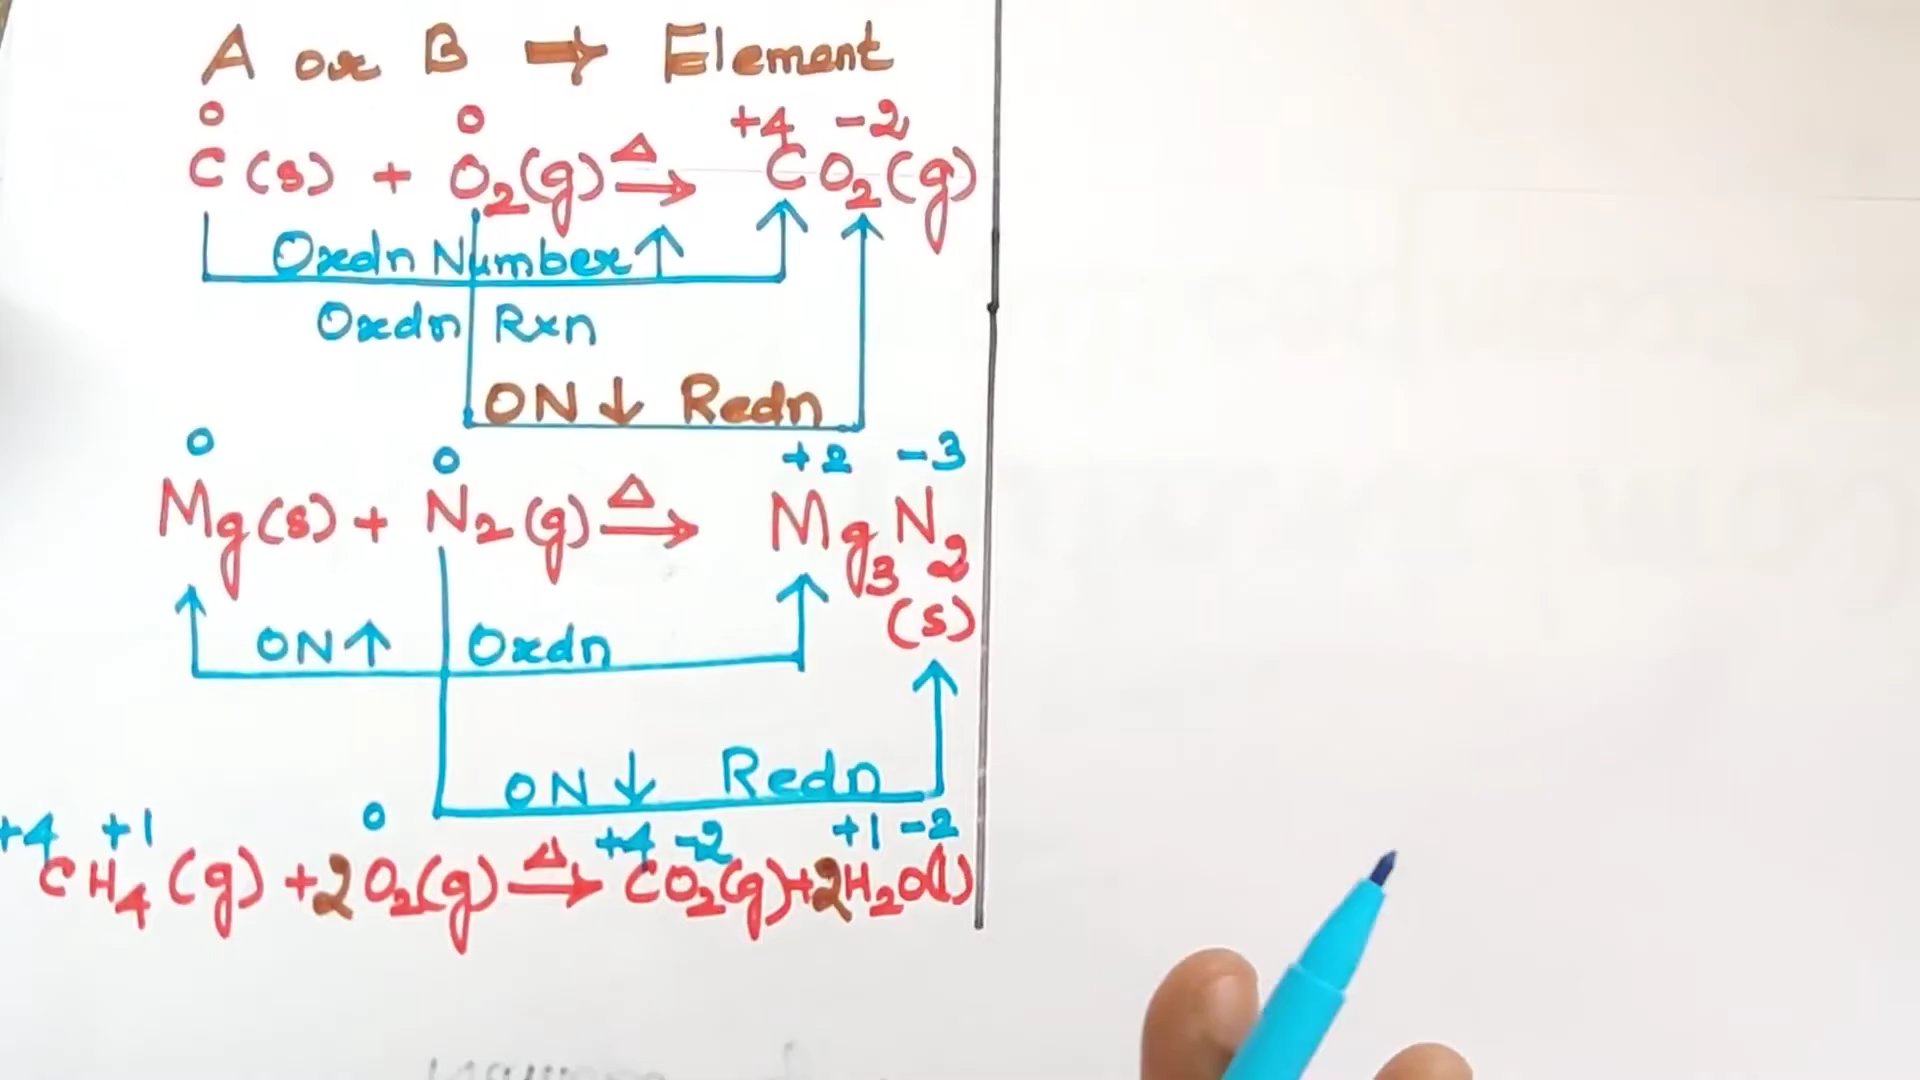 A or B ➡ Element
0 0 +4 -2
C (s) + O₂(g) →Δ CO₂(g)
Oxdn Number ↑
Oxdn Rxn
ON ↓ Redn
0 0 +2 -3
Mg(s) + N₂(g) →Δ Mg₃N₂
(s)
ON ↑ Oxdn
ON ↓ Redn
+4 +1 0 +4 -2 +1 -2
CH₄(g) + 2O₂(g) →Δ CO₂(g) + 2H₂O(l)